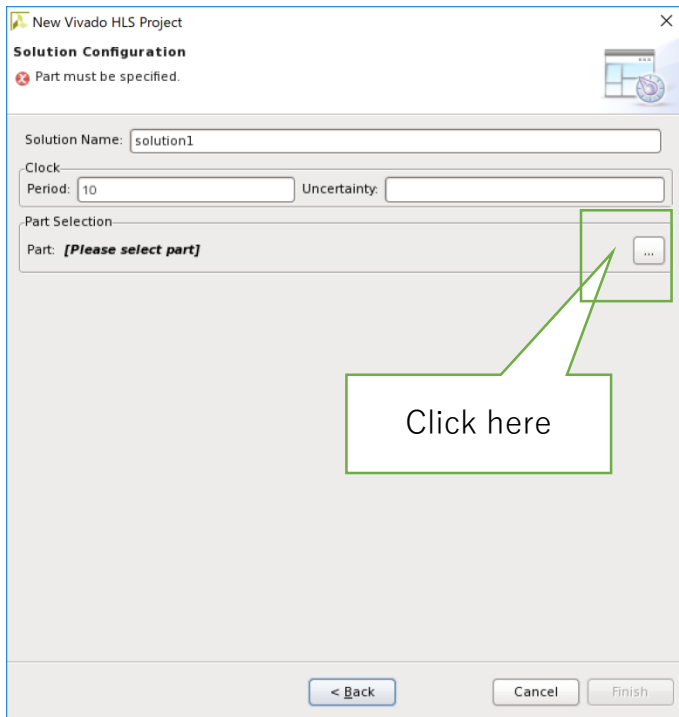 New Vivado HLS Project
Solution Configuration
Part must be specified.
Solution Name: solution1
Clock
Period: 10 Uncertainty:
Part Selection
Part: [Please select part] ...
Click here
< Back Cancel Finish